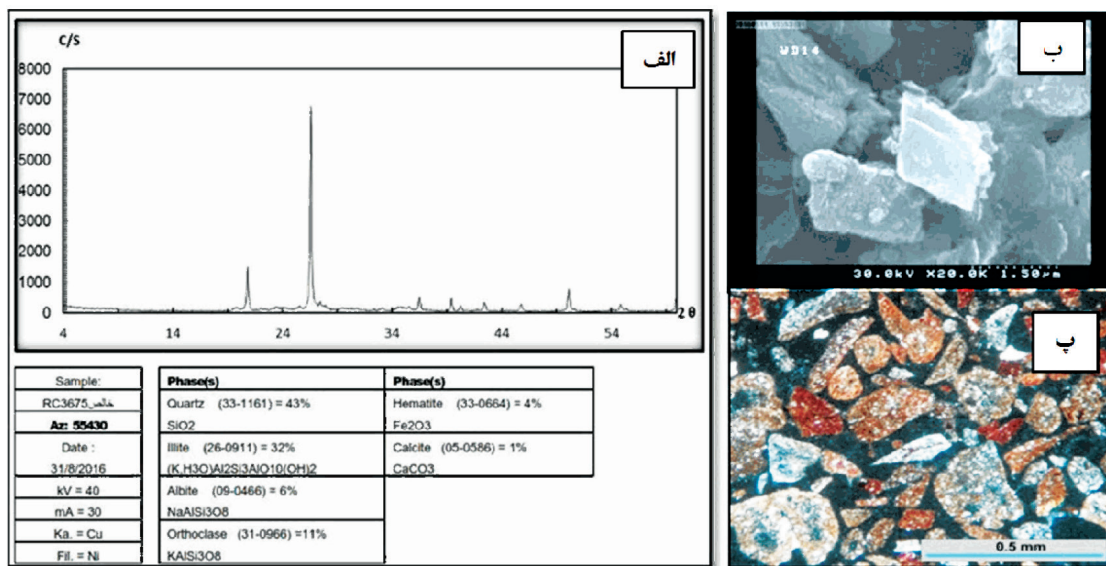 C/S
الف
8000
7000
6000
5000
4000
3000
2000
1000
0
4 14 24 34 44 54
2θ
Sample:
RC3675_خالص
Az: 55430
Date :
31/8/2016
kV = 40
mA = 30
Ka. = Cu
Fil. = Ni
Phase(s)
Quartz (33-1161) = 43%
SiO2
Illite (26-0911) = 32%
(K,H3O)Al2Si3AlO10(OH)2
Albite (09-0466) = 6%
NaAlSi3O8
Orthoclase (31-0966) =11%
KAlSi3O8
Phase(s)
Hematite (33-0664) = 4%
Fe2O3
Calcite (05-0586) = 1%
CaCO3
ب
WD14
30.0kV X20.0K 1.50μm
پ
0.5 mm